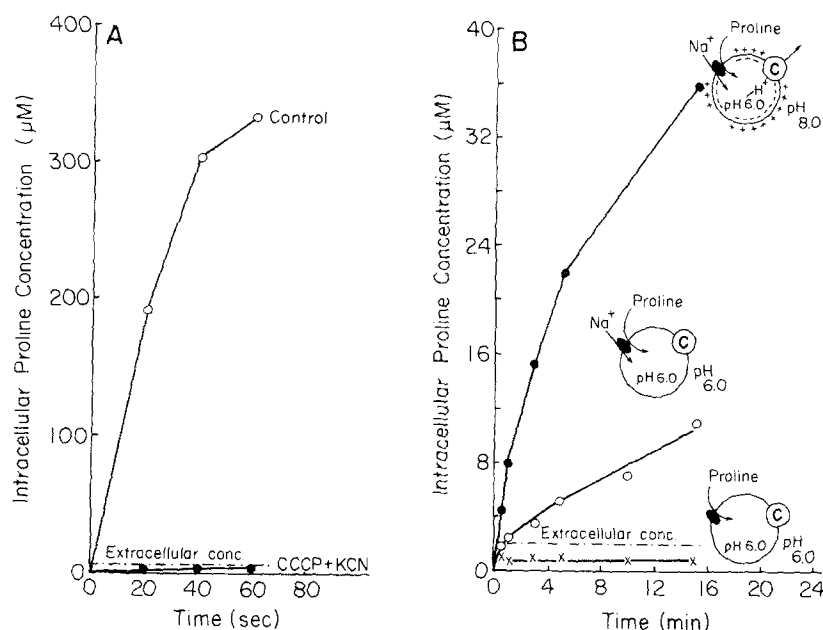 A
Intracellular Proline Concentration (µM)
400
300
200
100
0
Control
Extracellular conc.
CCCP+KCN
0 20 40 60 80
Time (sec)
B
Intracellular Proline Concentration (µM)
40
32
24
16
8
0
Na+
Proline
C
H+
pH 6.0
pH
8.0
Proline
Na+
C
pH 6.0
pH
6.0
Proline
C
pH 6.0
pH
6.0
Extracellular conc.
0 4 8 12 16 20 24
Time (min)